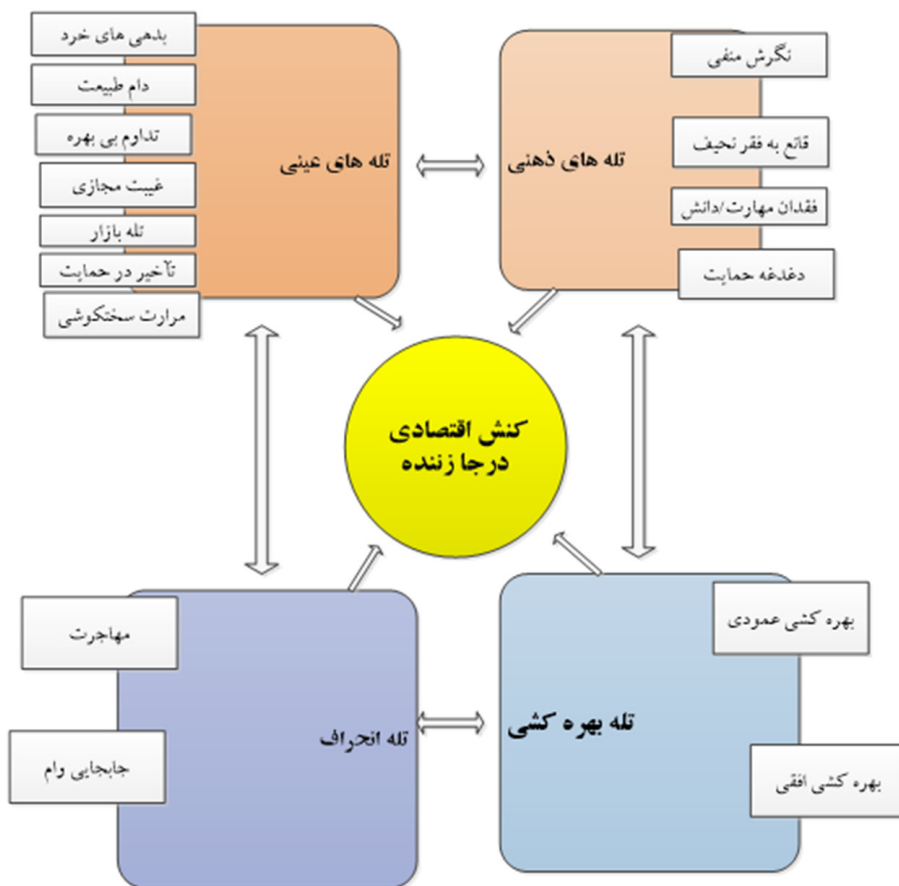 نگرش منفی
قانع به فقر نحیف
فقدان مهارت/دانش
دغدغه حمایت
تله های ذهنی
بدهی های خرد
دام طبیعت
تداوم بی بهره
غیبت مجازی
تله بازار
تأخیر در حمایت
مرارت سختکوشی
تله های عینی
کنش اقتصادی
درجا زننده
بهره کشی عمودی
بهره کشی افقی
تله بهره کشی
مهاجرت
جابجایی وام
تله انحراف